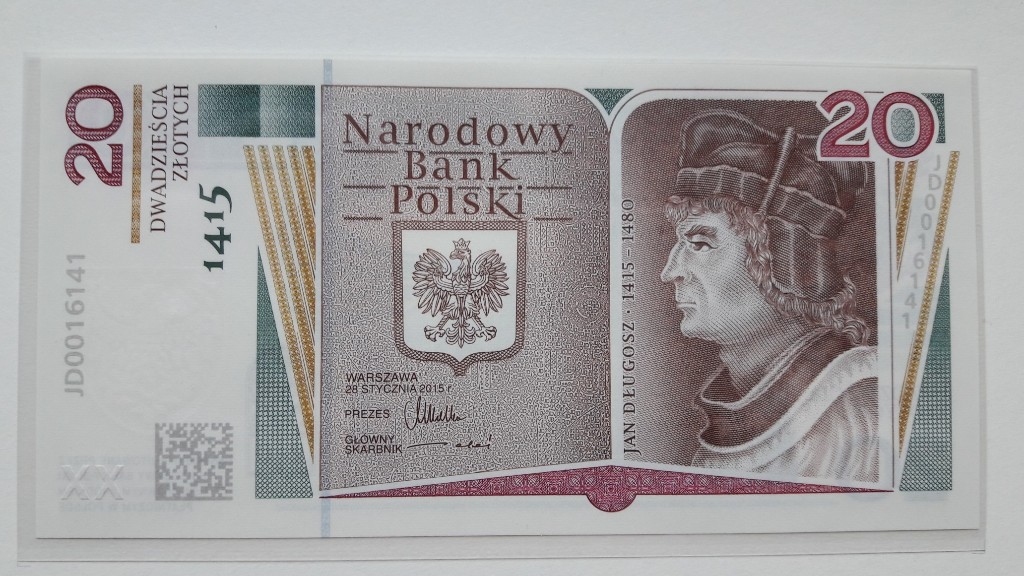 20
DWADZIEŚCIA
ZŁOTYCH
1415
JD0016141
XX
Narodowy
Bank
Polski
WARSZAWA
28 STYCZNIA 2015 r.
PREZES
GŁÓWNY
SKARBNIK
JAN DŁUGOSZ · 1415 – 1480
20
JD0016141